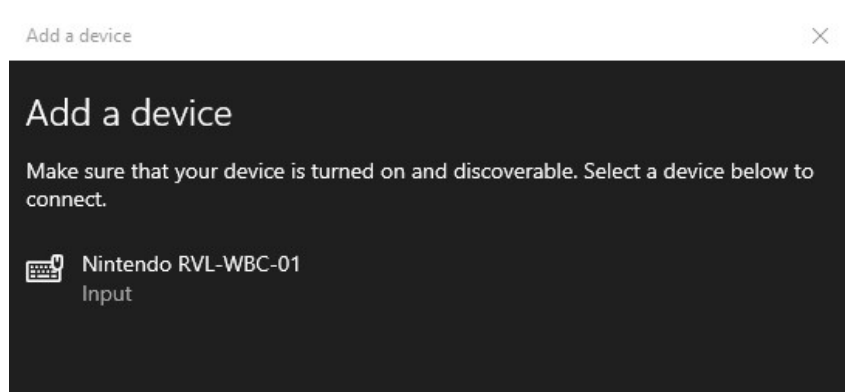 Add a device
Add a device
Make sure that your device is turned on and discoverable. Select a device below to
connect.
Nintendo RVL-WBC-01
Input